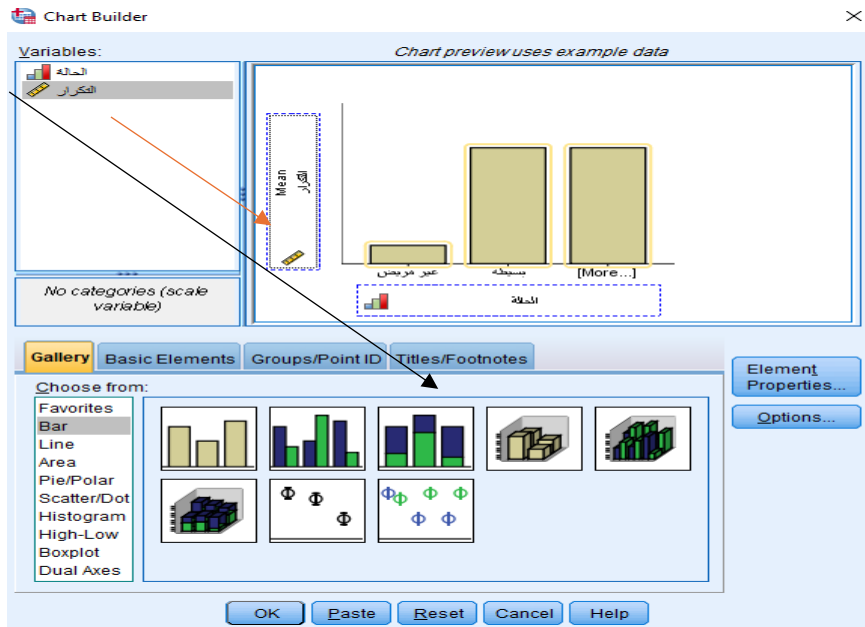 Chart Builder
Variables:
الحاله
التكرار
No categories (scale
variable)
Chart preview uses example data
Mean
التكرار
غير مريض
بسيطه
[More...]
الحالة
Gallery
Basic Elements
Groups/Point ID
Titles/Footnotes
Choose from:
Favorites
Bar
Line
Area
Pie/Polar
Scatter/Dot
Histogram
High-Low
Boxplot
Dual Axes
Element
Properties...
Options...
OK
Paste
Reset
Cancel
Help